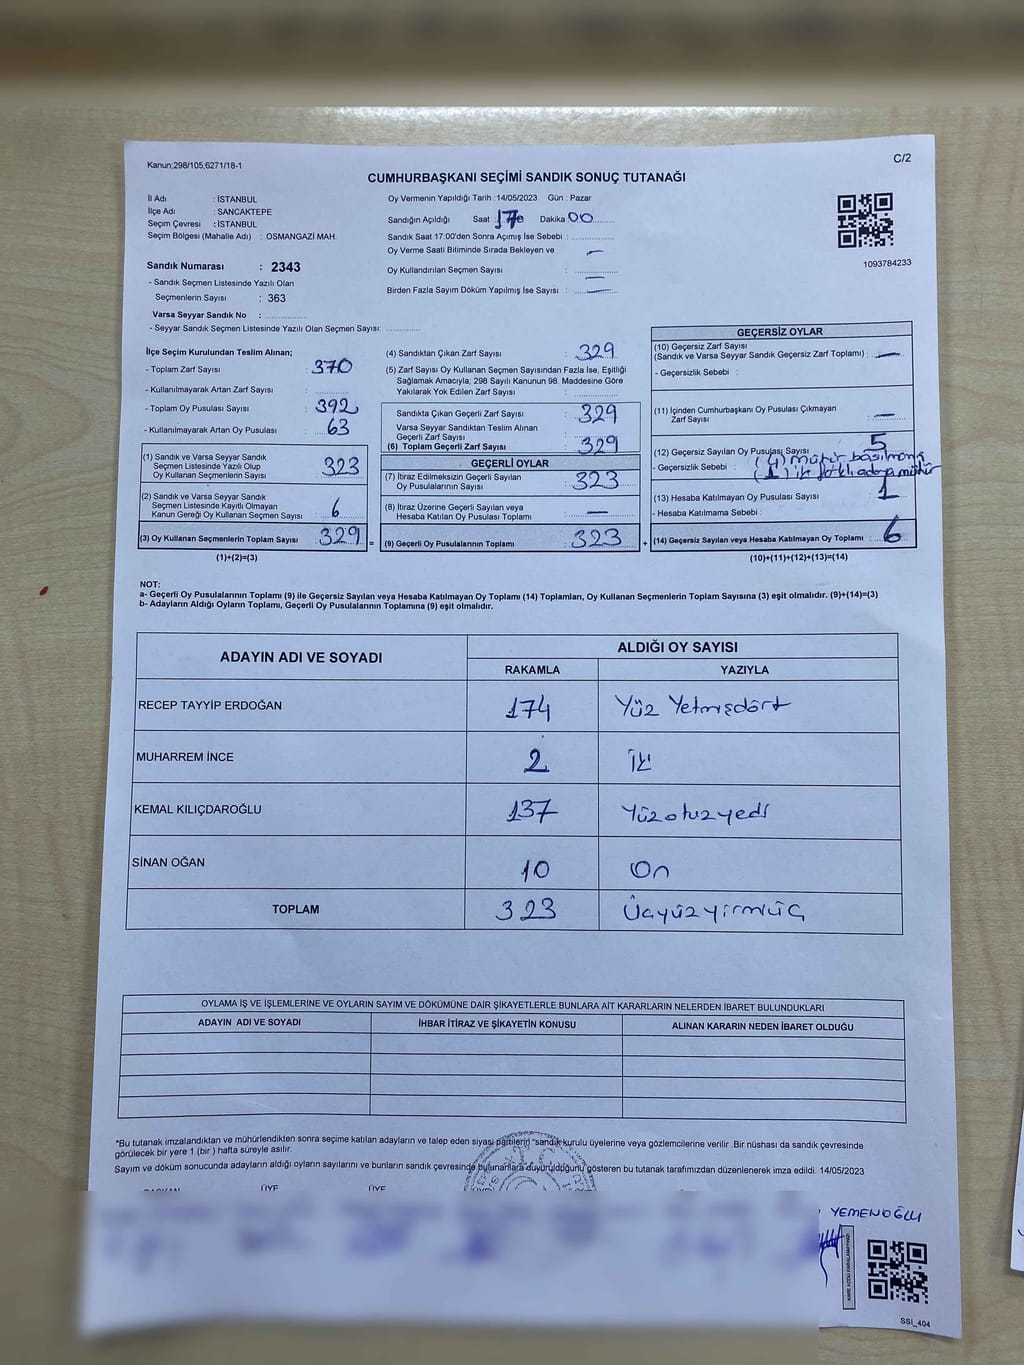 Kanun;298/105,6271/18-1
C/2
CUMHURBAŞKANI SEÇİMİ SANDIK SONUÇ TUTANAĞI
İl Adı : İSTANBUL
İlçe Adı : SANCAKTEPE
Seçim Çevresi : İSTANBUL
Seçim Bölgesi (Mahalle Adı) : OSMANGAZİ MAH.
Sandık Numarası : 2343
- Sandık Seçmen Listesinde Yazılı Olan
Seçmenlerin Sayısı : 363
Varsa Seyyar Sandık No :
- Seyyar Sandık Seçmen Listesinde Yazılı Olan Seçmen Sayısı:
Oy Vermenin Yapıldığı Tarih :14/05/2023 Gün : Pazar
Sandığın Açıldığı Saat : 17 Dakika 00
Sandık Saat 17.00'den Sonra Açımış İse Sebebi :
Oy Verme Saati Bitiminde Sırada Bekleyen ve —
Oy Kullandırılan Seçmen Sayısı : —
Birden Fazla Sayım Döküm Yapılmış İse Sayısı : —
1093784233
İlçe Seçim Kurulundan Teslim Alınan;
- Toplam Zarf Sayısı : 370
- Kullanılmayarak Artan Zarf Sayısı :
- Toplam Oy Pusulası Sayısı : 392
- Kullanılmayarak Artan Oy Pusulası : 63
(1) Sandık ve Varsa Seyyar Sandık
Seçmen Listesinde Yazılı Olup
Oy Kullanan Seçmenlerin Sayısı : 323
(2) Sandık ve Varsa Seyyar Sandık
Seçmen Listesinde Kayıtlı Olmayan
Kanun Gereği Oy Kullanan Seçmen Sayısı : 6
(3) Oy Kullanan Seçmenlerin Toplam Sayısı : 329 =
(1)+(2)=(3)
(4) Sandıktan Çıkan Zarf Sayısı : 329
(5) Zarf Sayısı Oy Kullanan Seçmen Sayısından Fazla İse, Eşitliği
Sağlamak Amacıyla; 298 Sayılı Kanunun 98. Maddesine Göre
Yakılarak Yok Edilen Zarf Sayısı :
Sandıkta Çıkan Geçerli Zarf Sayısı : 329
Varsa Seyyar Sandıktan Teslim Alınan
Geçerli Zarf Sayısı :
(6) Toplam Geçerli Zarf Sayısı : 329
GEÇERLİ OYLAR
(7) İtiraz Edilmeksizin Geçerli Sayılan
Oy Pusulalarının Sayısı : 323
(8) İtiraz Üzerine Geçerli Sayılan veya
Hesaba Katılan Oy Pusulası Toplamı : —
(9) Geçerli Oy Pusulalarının Toplamı : 323 +
GEÇERSİZ OYLAR
(10) Geçersiz Zarf Sayısı
(Sandık ve Varsa Seyyar Sandık Geçersiz Zarf Toplamı) : —
- Geçersizlik Sebebi :
(11) İçinden Cumhurbaşkanı Oy Pusulası Çıkmayan
Zarf Sayısı : —
(12) Geçersiz Sayılan Oy Pusulası Sayısı 5
- Geçersizlik Sebebi : (4) mühür basılmamış
(1) iki farklı adaya mühür
(13) Hesaba Katılmayan Oy Pusulası Sayısı : 1
- Hesaba Katılmama Sebebi :
(14) Geçersiz Sayılan veya Hesaba Katılmayan Oy Toplamı : 6
(10)+(11)+(12)+(13)=(14)
NOT:
a- Geçerli Oy Pusulalarının Toplamı (9) ile Geçersiz Sayılan veya Hesaba Katılmayan Oy Toplamı (14) Toplamları, Oy Kullanan Seçmenlerin Toplam Sayısına (3) eşit olmalıdır. (9)+(14)=(3)
b- Adayların Aldığı Oyların Toplamı, Geçerli Oy Pusulalarının Toplamına (9) eşit olmalıdır.
ADAYIN ADI VE SOYADI
ALDIĞI OY SAYISI
RAKAMLA YAZIYLA
RECEP TAYYİP ERDOĞAN 174 Yüz Yetmişdört
MUHARREM İNCE 2 İki
KEMAL KILIÇDAROĞLU 137 Yüzotuzyedi
SİNAN OĞAN 10 On
TOPLAM 323 Üçyüzyirmiüç
OYLAMA İŞ VE İŞLEMLERİNE VE OYLARIN SAYIM VE DÖKÜMÜNE DAİR ŞİKAYETLERLE BUNLARA AİT KARARLARIN NELERDEN İBARET BULUNDUKLARI
ADAYIN ADI VE SOYADI İHBAR İTİRAZ VE ŞİKAYETİN KONUSU ALINAN KARARIN NEDEN İBARET OLDUĞU
*Bu tutanak imzalandıktan ve mühürlendikten sonra seçime katılan adayların ve talep eden siyasi partilerin sandık kurulu üyelerine veya gözlemcilerine verilir .Bir nüshası da sandık çevresinde
görülecek bir yere 1 (bir ) hafta süreyle asılır.
Sayım ve döküm sonucunda adayların aldığı oyların sayılarını ve bunların sandık çevresinde bulunanlara duyurulduğunu gösteren bu tutanak tarafımızdan düzenlenerek imza edildi. 14/05/2023
BAŞKAN ÜYE ÜYE
YEMENOĞLU
SSI_404